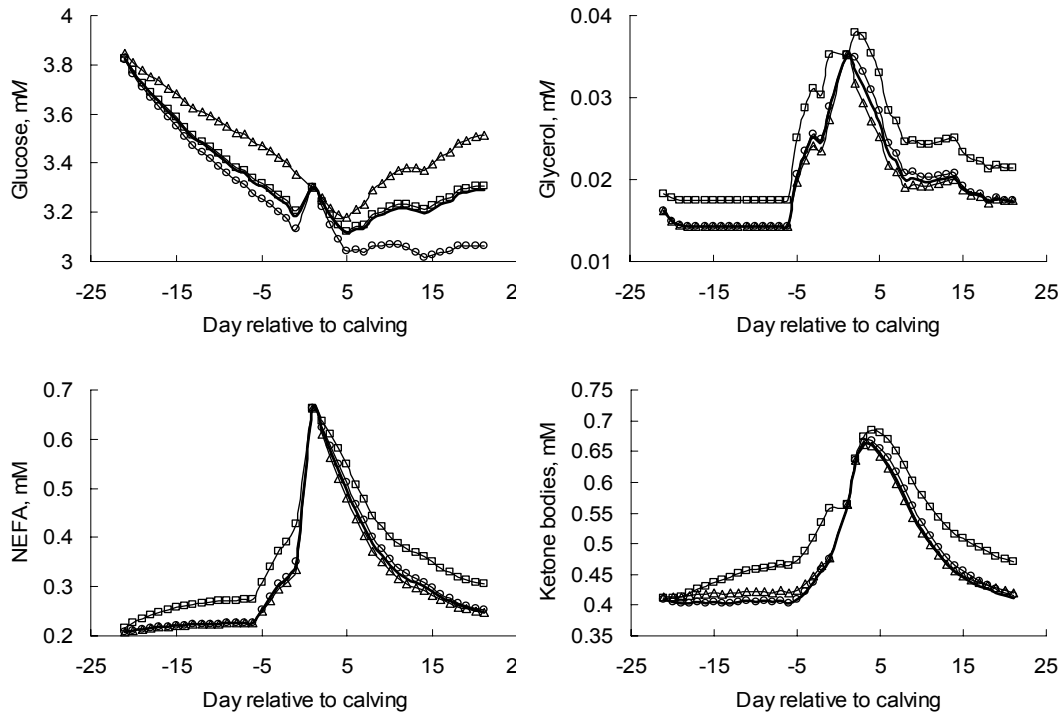 Glucose, mM
4
3.8
3.6
3.4
3.2
3
-25 -15 -5 5 15 2
Day relative to calving
Glycerol, mM
0.04
0.03
0.02
0.01
-25 -15 -5 5 15 25
Day relative to calving
NEFA, mM
0.7
0.6
0.5
0.4
0.3
0.2
-25 -15 -5 5 15 2
Day relative to calving
Ketone bodies, mM
0.75
0.7
0.65
0.6
0.55
0.5
0.45
0.4
0.35
-25 -15 -5 5 15 25
Day relative to calving